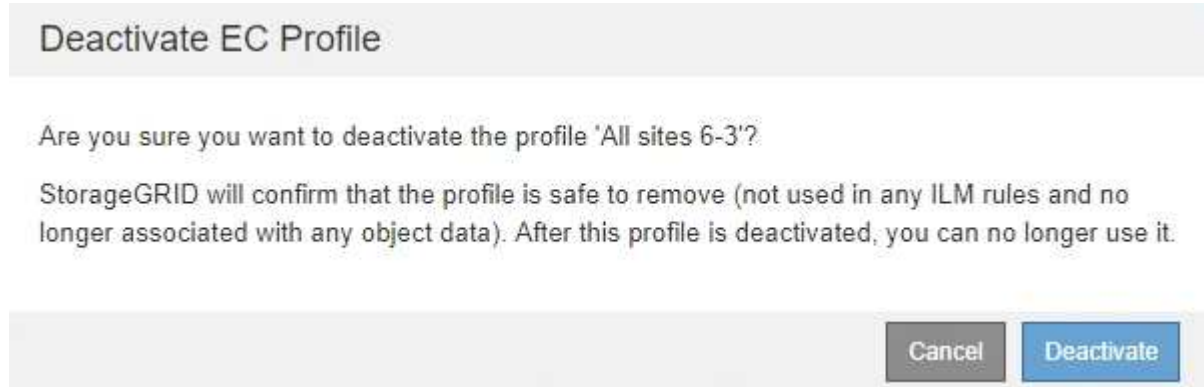 Deactivate EC Profile
Are you sure you want to deactivate the profile 'All sites 6-3'?
StorageGRID will confirm that the profile is safe to remove (not used in any ILM rules and no
longer associated with any object data). After this profile is deactivated, you can no longer use it.
Cancel Deactivate